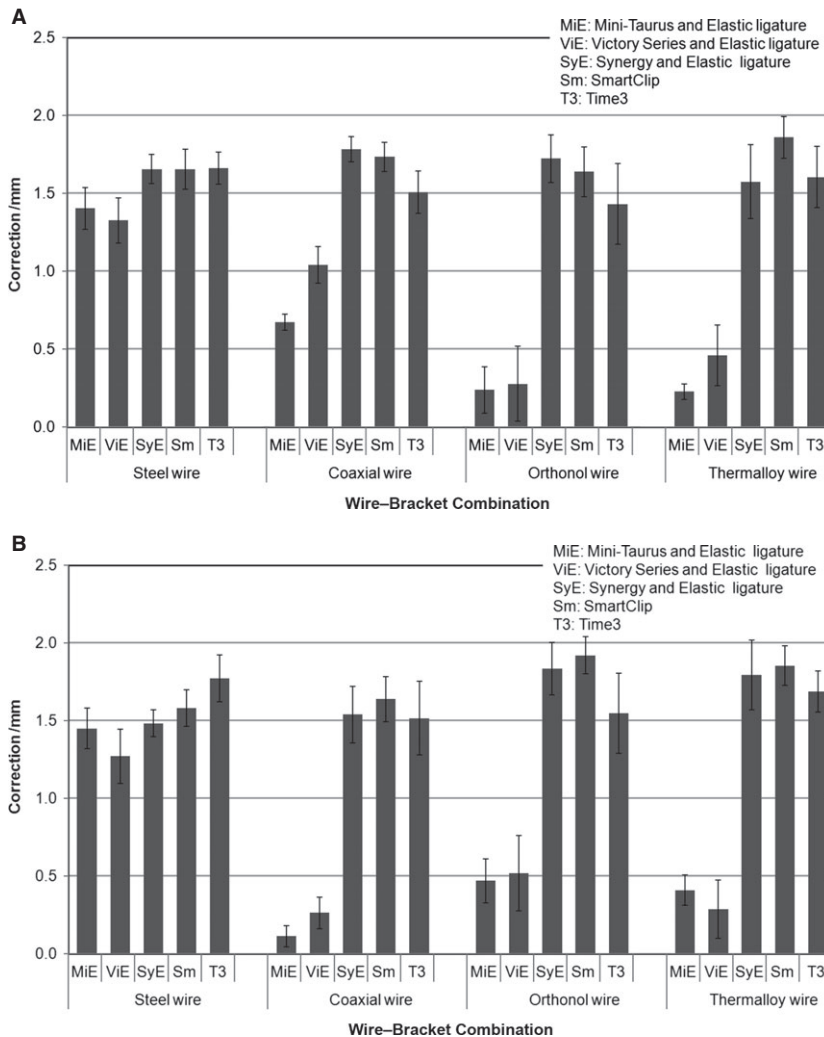 A
MiE: Mini-Taurus and Elastic ligature
ViE: Victory Series and Elastic ligature
SyE: Synergy and Elastic ligature
Sm: SmartClip
T3: Time3
2.5
2.0
1.5
1.0
0.5
0.0
Correction /mm
MiE ViE SyE Sm T3 MiE ViE SyE Sm T3 MiE ViE SyE Sm T3 MiE ViE SyE Sm T3
Steel wire Coaxial wire Orthonol wire Thermalloy wire
Wire–Bracket Combination
B
MiE: Mini-Taurus and Elastic ligature
ViE: Victory Series and Elastic ligature
SyE: Synergy and Elastic ligature
Sm: SmartClip
T3: Time3
2.5
2.0
1.5
1.0
0.5
0.0
Correction /mm
MiE ViE SyE Sm T3 MiE ViE SyE Sm T3 MiE ViE SyE Sm T3 MiE ViE SyE Sm T3
Steel wire Coaxial wire Orthonol wire Thermalloy wire
Wire–Bracket Combination